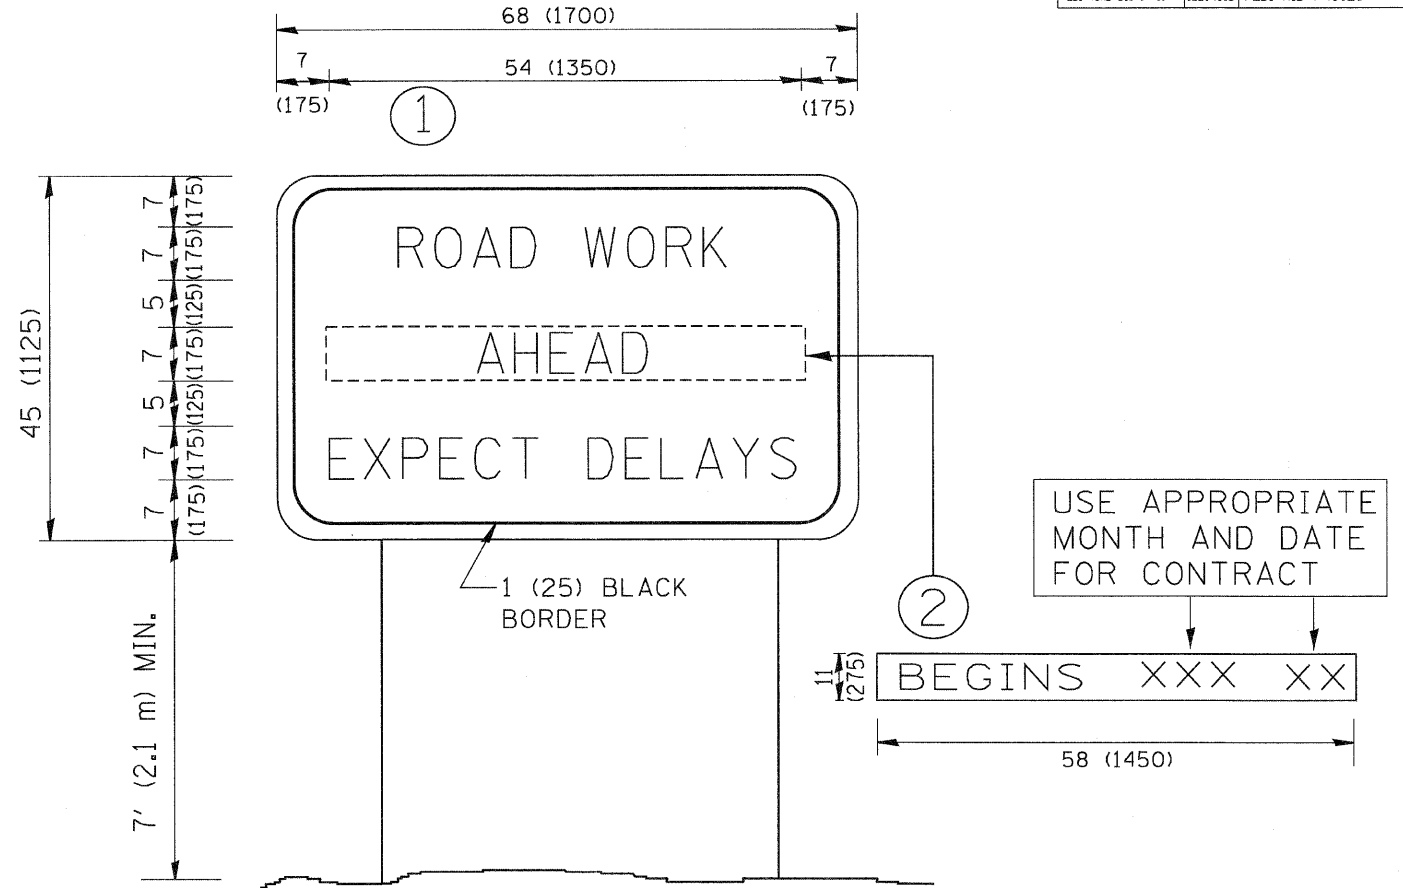 68 (1700)
7
54 (1350)
7
(175)
(175)
1
45 (1125)
7
(175)
7
(175)
5
(125)
7
(175)
5
(125)
7
(175)
7
(175)
ROAD WORK
AHEAD
EXPECT DELAYS
1 (25) BLACK
BORDER
7' (2.1 m) MIN.
USE APPROPRIATE
MONTH AND DATE
FOR CONTRACT
2
11
(275)
BEGINS XXX XX
58 (1450)